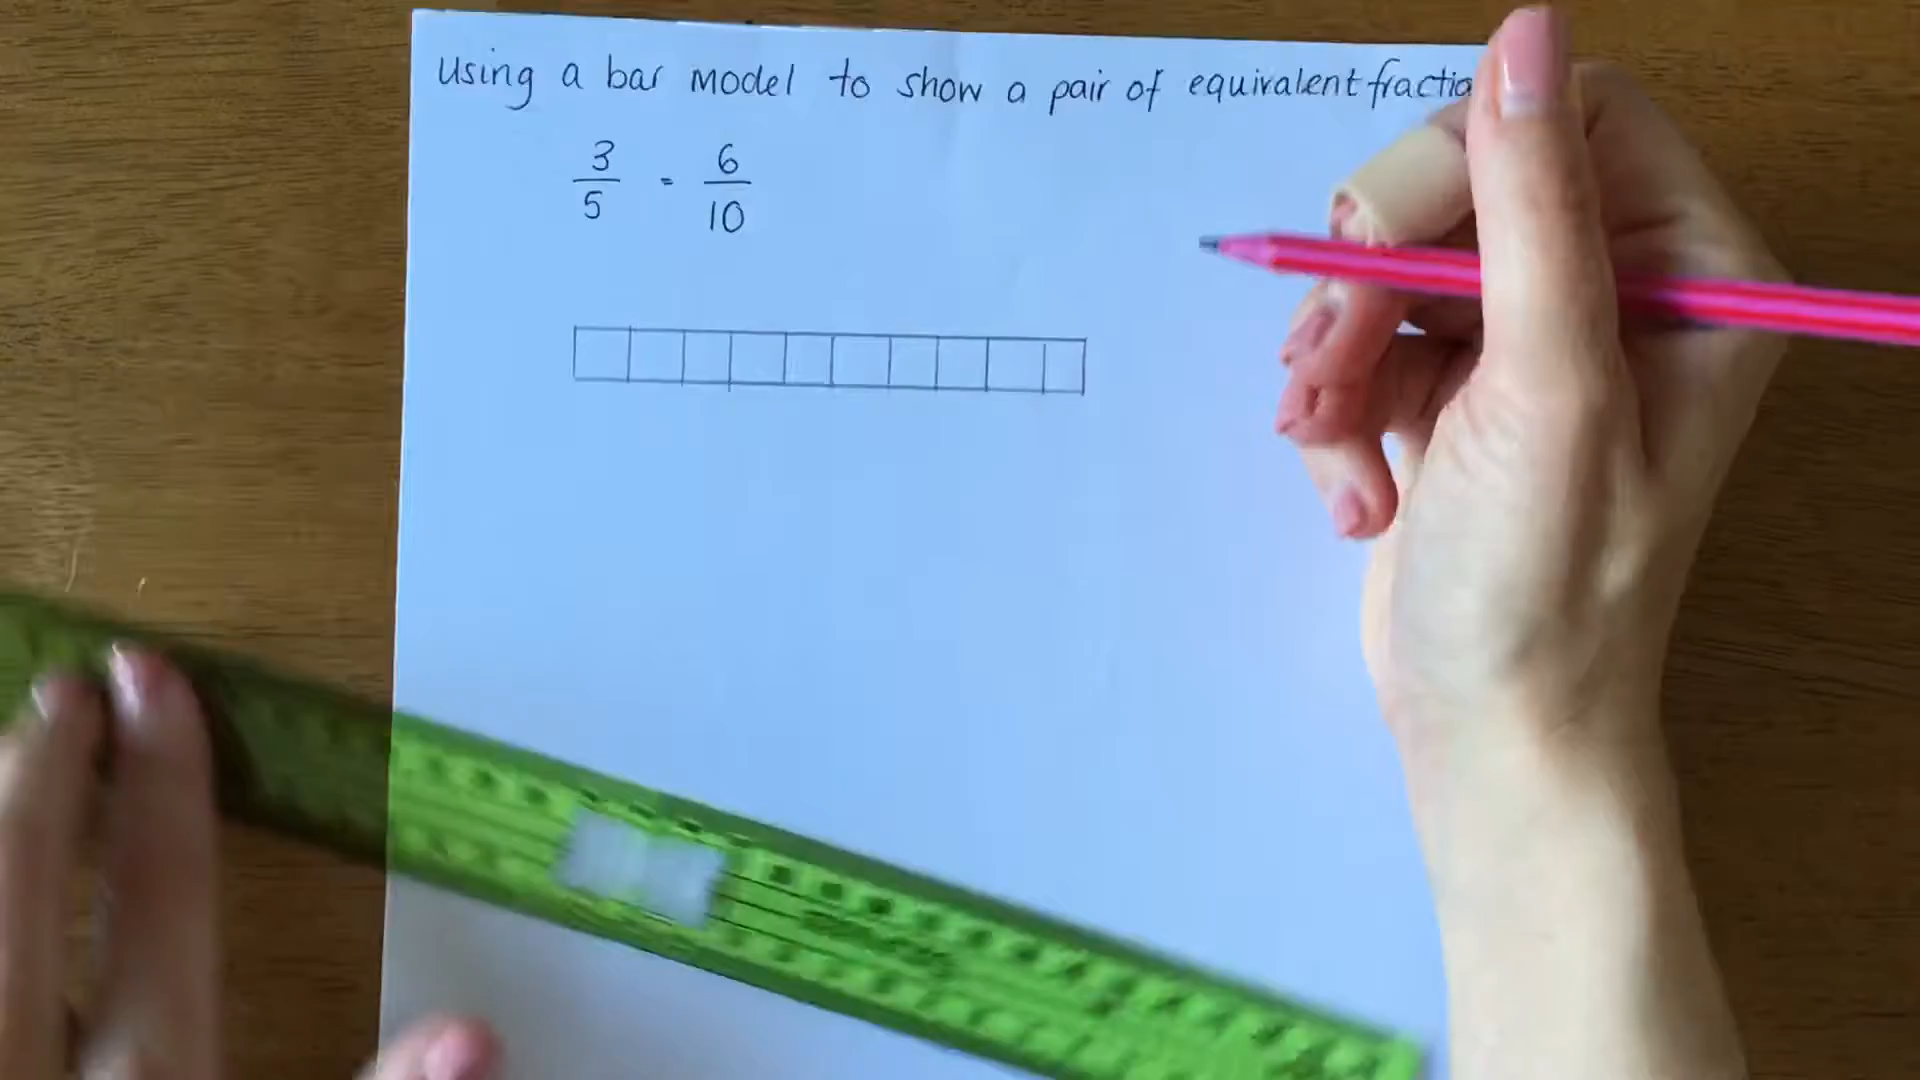 Using a bar model to show a pair of equivalent fractio
3/5 = 6/10